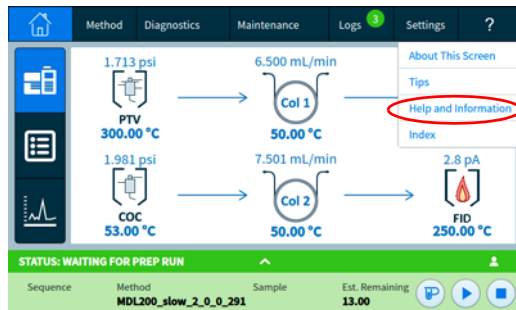 Method Diagnostics Maintenance Logs 3 Settings ?
About This Screen
Tips
Help and Information
Index
1.713 psi 6.500 mL/min
Col 1
PTV
300.00 °C 50.00 °C
1.981 psi 7.501 mL/min 2.8 pA
Col 2
COC FID
53.00 °C 50.00 °C 250.00 °C
STATUS: WAITING FOR PREP RUN
Sequence Method Sample Est. Remaining
MDL200_slow_2_0_0_291 13.00
P